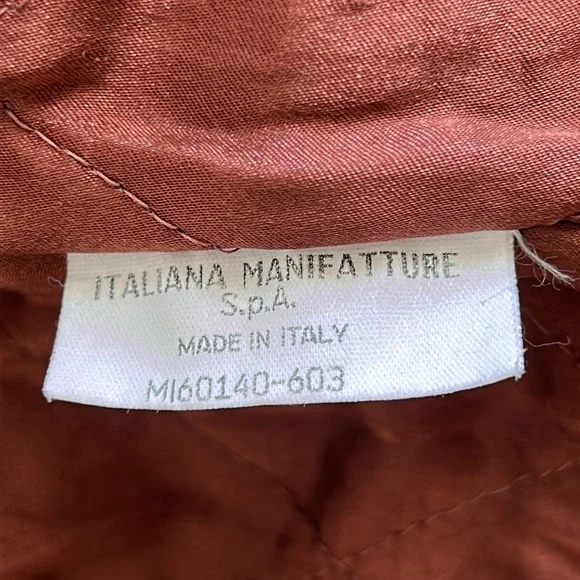 ITALIANA MANIFATTURE
S.p.A.
MADE IN ITALY
MI60140-603